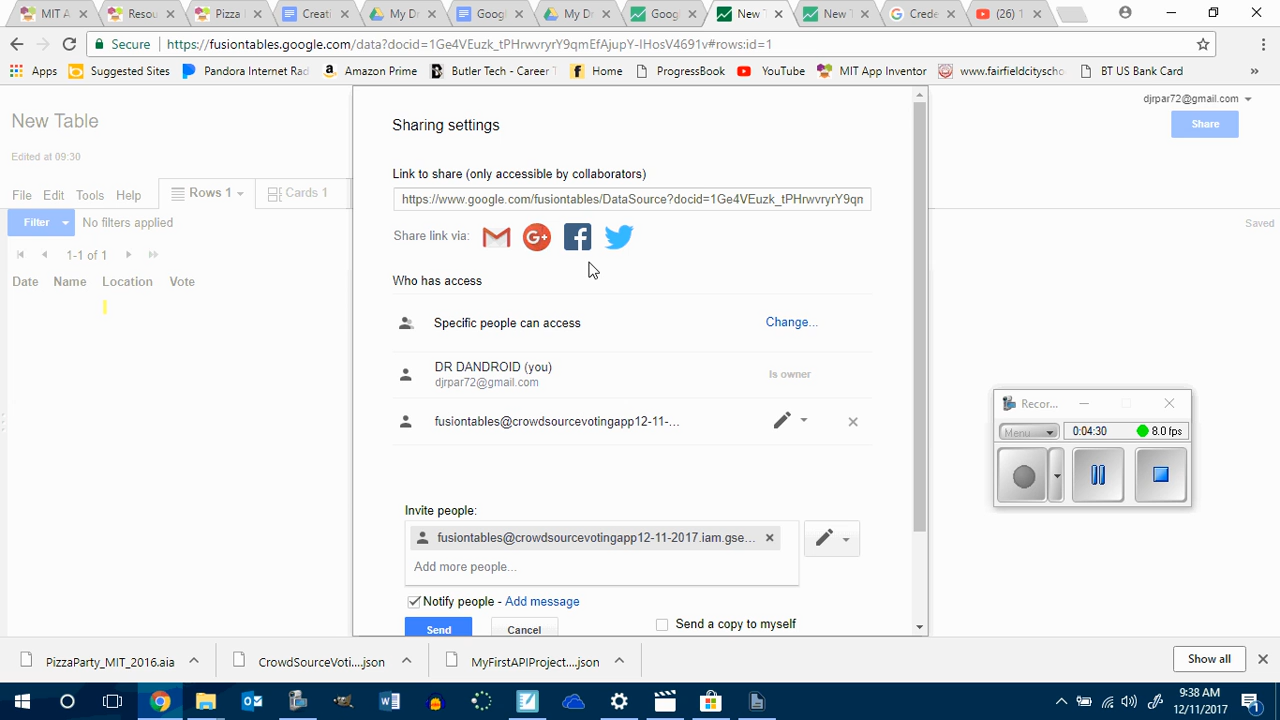 MIT A
Resou
Pizza
Creati
My Dr
Googl
My Dr
Googl
New T
New T
Crede
(26) T
Secure
https://fusiontables.google.com/data?docid=1Ge4VEuzk_tPHrwvryrY9qmEfAjupY-IHosV4691v#rows:id=1
Apps
Suggested Sites
Pandora Internet Rad
Amazon Prime
Butler Tech - Career T
Home
ProgressBook
YouTube
MIT App Inventor
www.fairfieldcityscho
BT US Bank Card
New Table
Edited at 09:30
djrpar72@gmail.com
Share
File Edit Tools Help
Rows 1
Cards 1
Filter
No filters applied
Saved
1-1 of 1
Date Name Location Vote
Sharing settings
Link to share (only accessible by collaborators)
https://www.google.com/fusiontables/DataSource?docid=1Ge4VEuzk_tPHrwvryrY9qn
Share link via:
Who has access
Specific people can access
Change...
DR DANDROID (you)
djrpar72@gmail.com
Is owner
fusiontables@crowdsourcevotingapp12-11-...
Invite people:
fusiontables@crowdsourcevotingapp12-11-2017.iam.gse...
Add more people...
Notify people - Add message
Send a copy to myself
Send
Cancel
Recor...
Menu
0:04:30
8.0 fps
PizzaParty_MIT_2016.aia
CrowdSourceVoti....json
MyFirstAPIProject....json
Show all
9:38 AM
12/11/2017